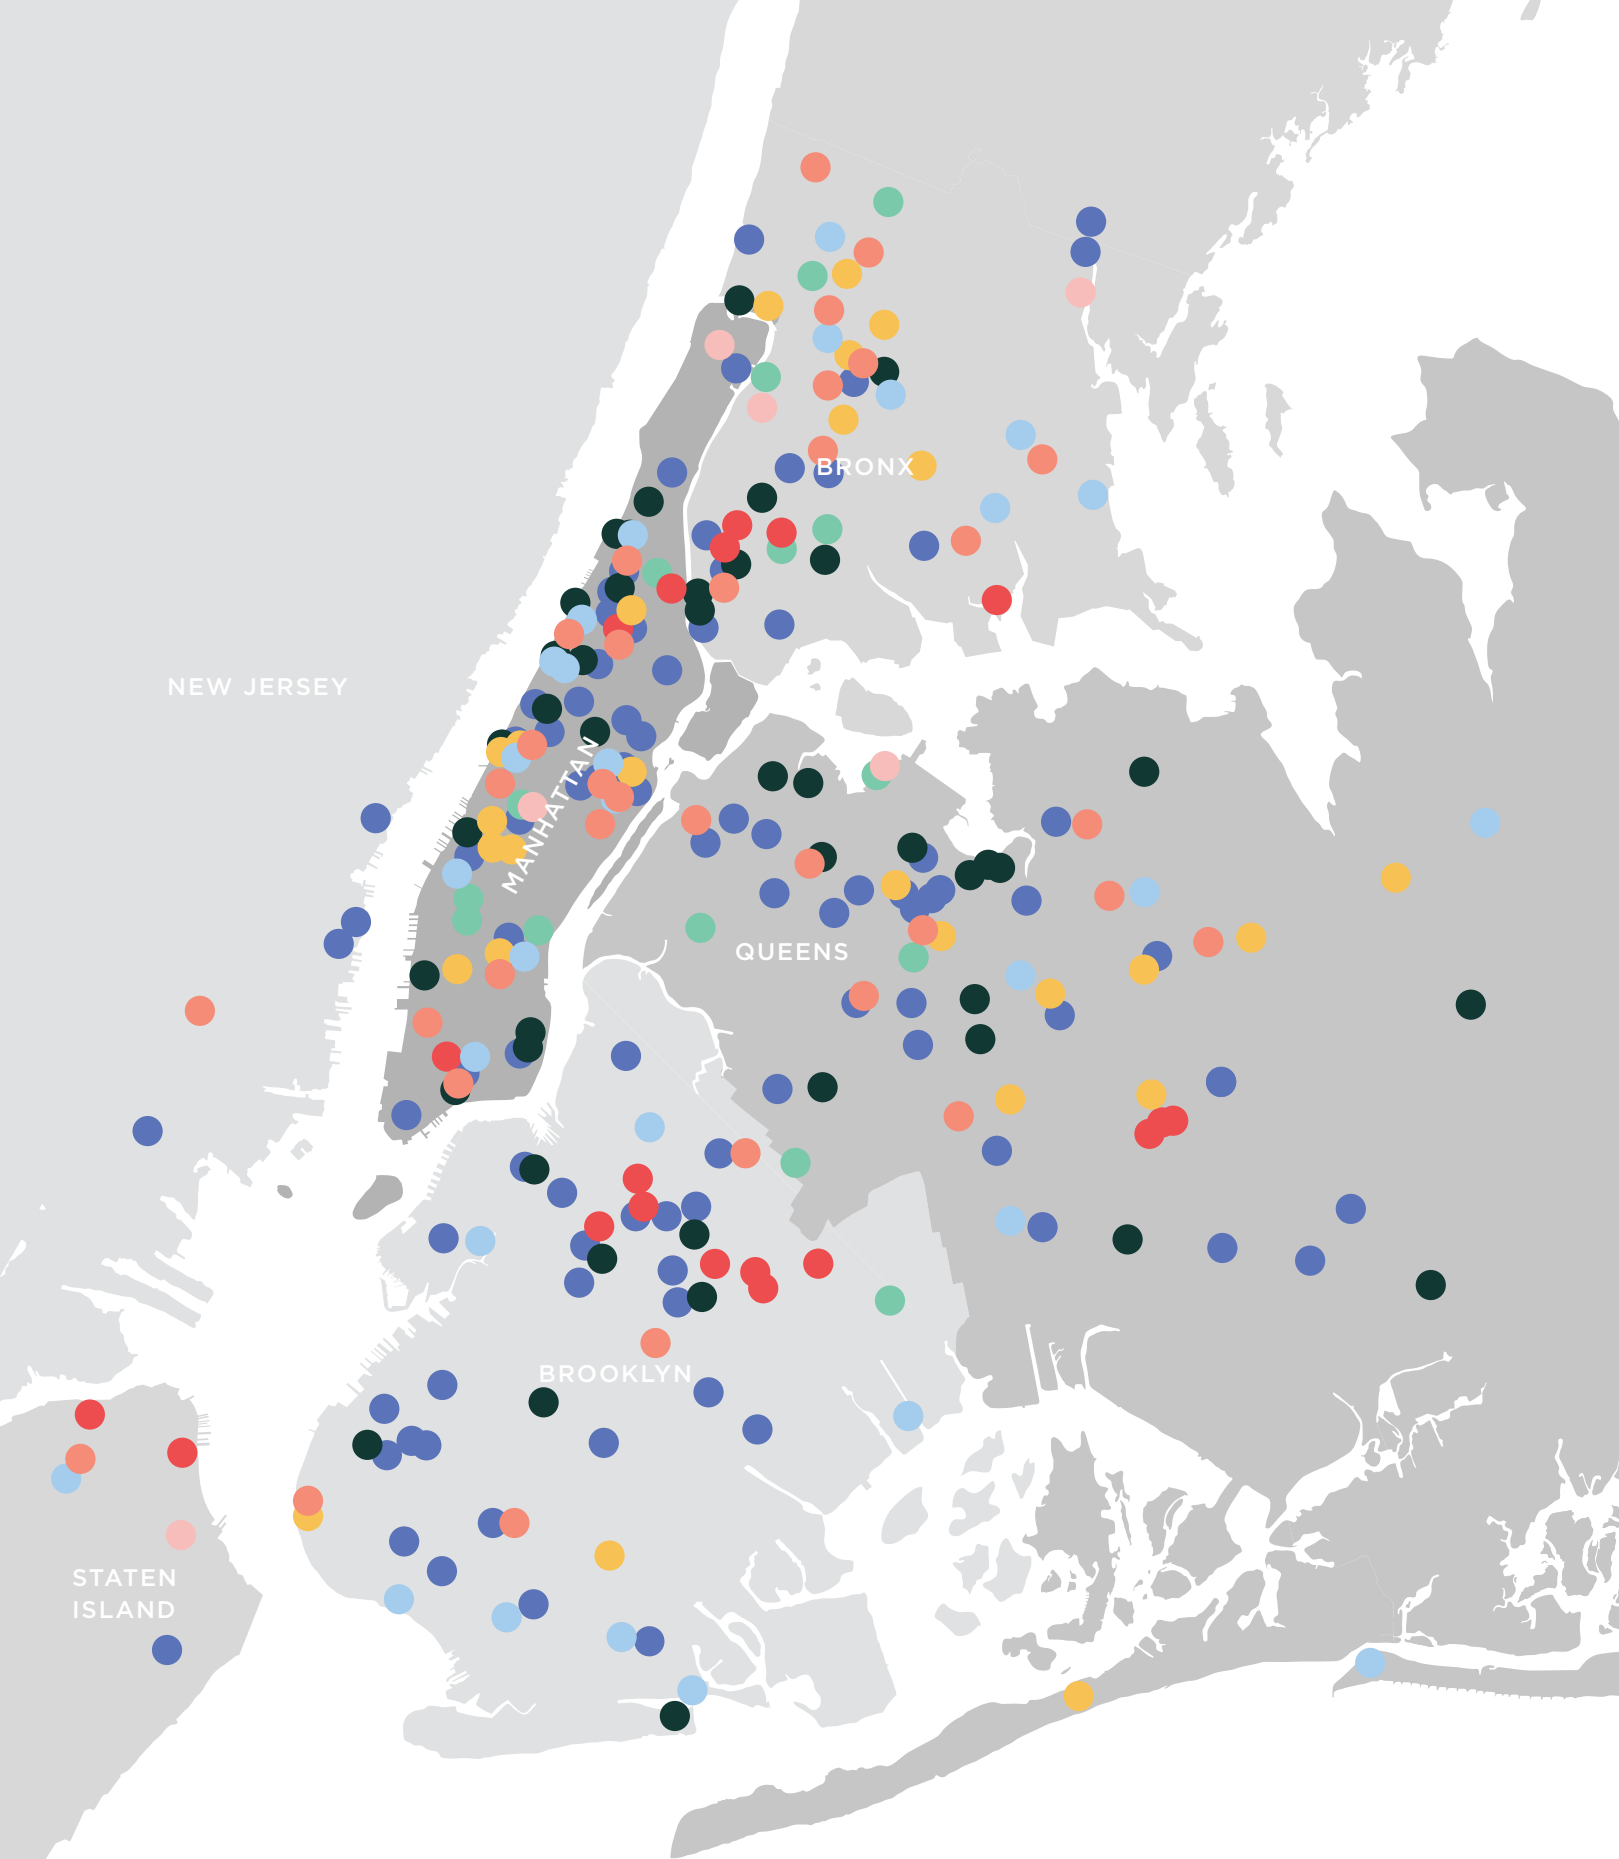 BRONX
NEW JERSEY
MANHATTAN
QUEENS
BROOKLYN
STATEN
ISLAND